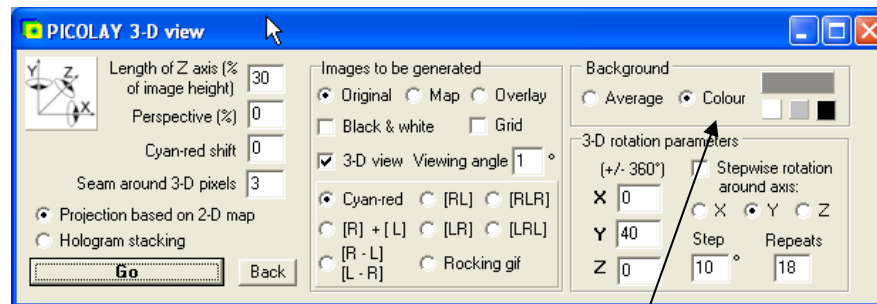 PICOLAY 3-D view
Y Z X
Length of Z axis (% of image height) 30
Perspective (%) 0
Cyan-red shift 0
Seam around 3-D pixels 3
Projection based on 2-D map
Hologram stacking
Go Back
Images to be generated
Original Map Overlay
Black & white Grid
3-D view Viewing angle 1 °
Cyan-red [RL] [RLR]
[R] + [L] [LR] [LRL]
[R - L]
[L - R] Rocking gif
Background
Average Colour
3-D rotation parameters
(+/- 360°)
X 0
Y 40
Z 0
Stepwise rotation
around axis:
X Y Z
Step Repeats
10 ° 18